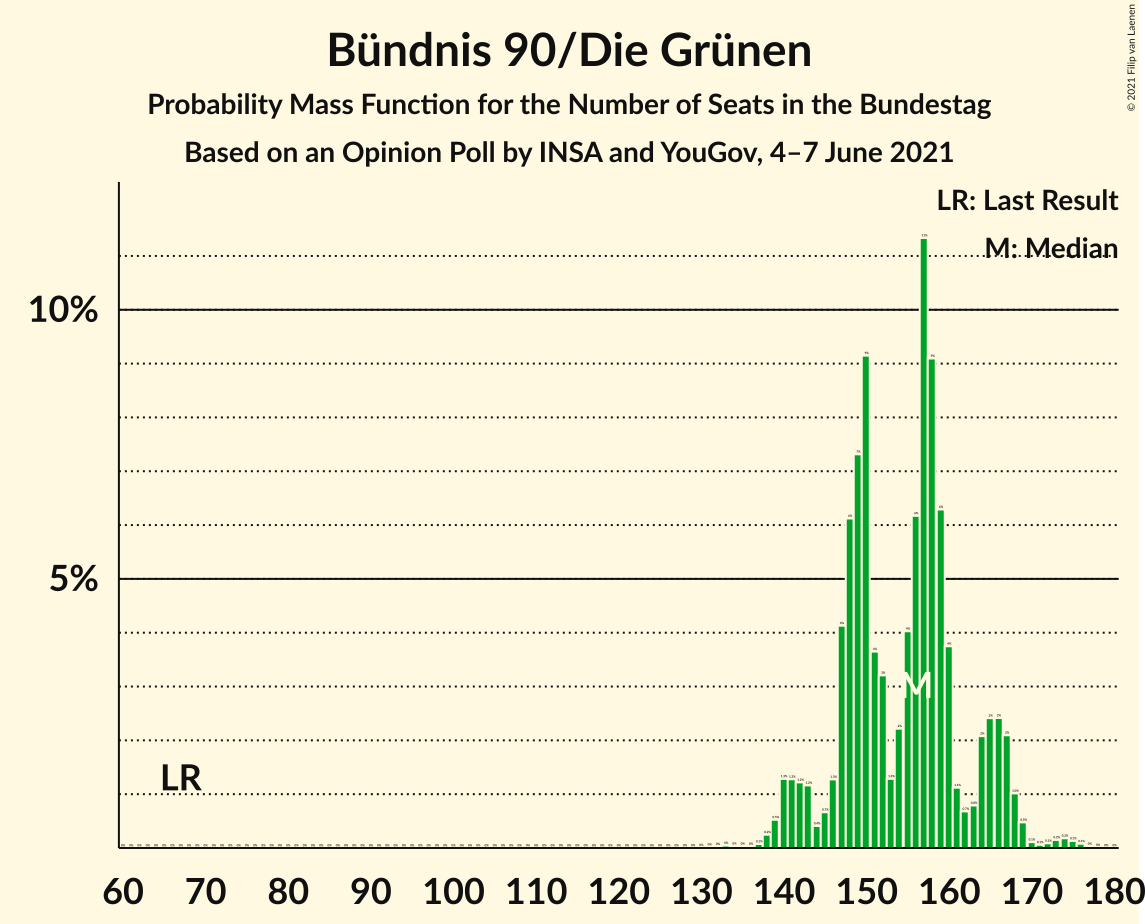 Bündnis 90/Die Grünen
Probability Mass Function for the Number of Seats in the Bundestag
Based on an Opinion Poll by INSA and YouGov, 4–7 June 2021
© 2021 Filip van Laenen
LR: Last Result
M: Median
10%
5%
LR
M
60 70 80 90 100 110 120 130 140 150 160 170 180